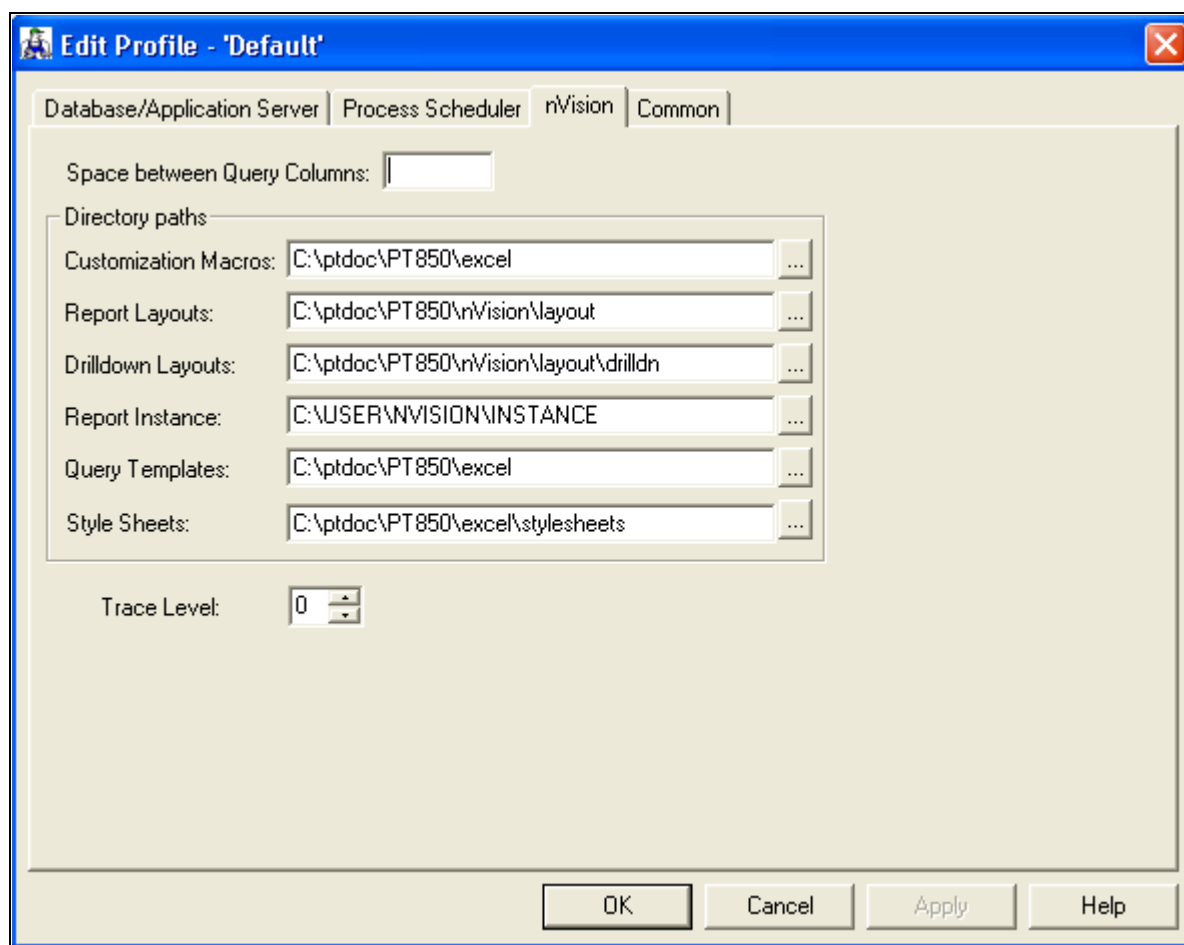 Edit Profile - 'Default'
Database/Application Server Process Scheduler nVision Common
Space between Query Columns:
Directory paths
Customization Macros: C:\ptdoc\PT850\excel ...
Report Layouts: C:\ptdoc\PT850\nVision\layout ...
Drilldown Layouts: C:\ptdoc\PT850\nVision\layout\drilldn ...
Report Instance: C:\USER\NVISION\INSTANCE ...
Query Templates: C:\ptdoc\PT850\excel ...
Style Sheets: C:\ptdoc\PT850\excel\stylesheets ...
Trace Level: 0
OK Cancel Apply Help